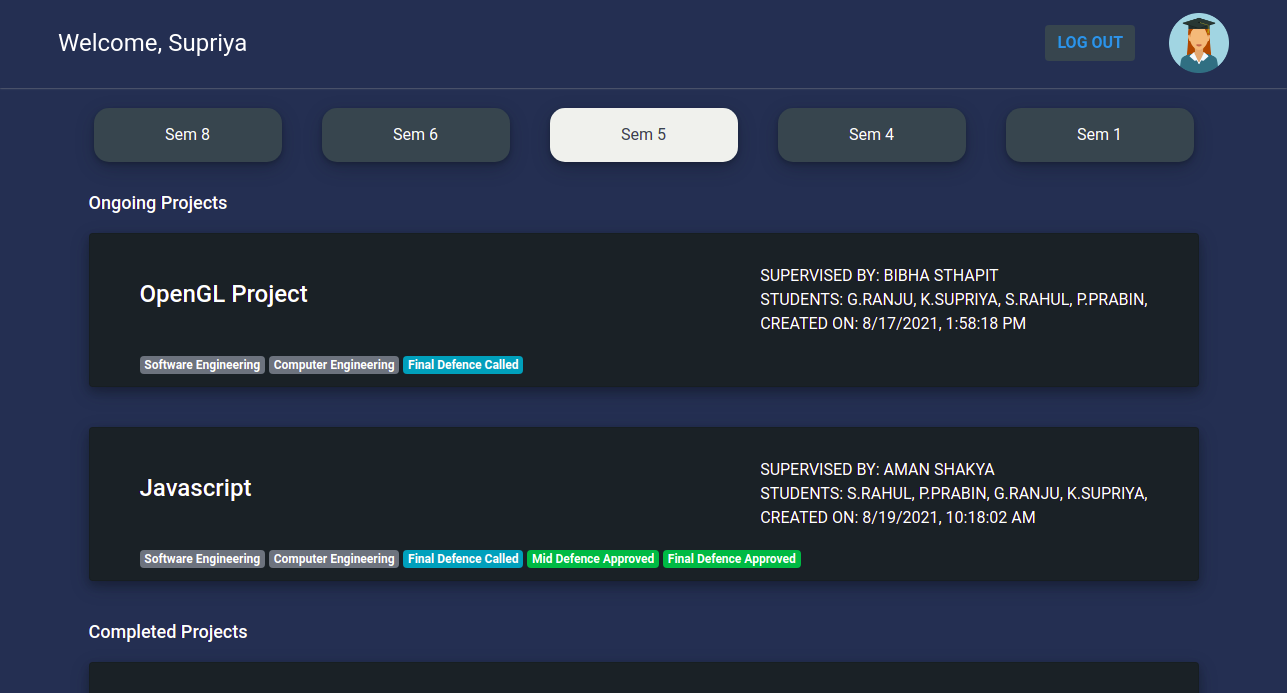 Welcome, Supriya
LOG OUT
Sem 8
Sem 6
Sem 5
Sem 4
Sem 1
Ongoing Projects
OpenGL Project
SUPERVISED BY: BIBHA STHAPIT
STUDENTS: G.RANJU, K.SUPRIYA, S.RAHUL, P.PRABIN,
CREATED ON: 8/17/2021, 1:58:18 PM
Software Engineering Computer Engineering Final Defence Called
Javascript
SUPERVISED BY: AMAN SHAKYA
STUDENTS: S.RAHUL, P.PRABIN, G.RANJU, K.SUPRIYA,
CREATED ON: 8/19/2021, 10:18:02 AM
Software Engineering Computer Engineering Final Defence Called Mid Defence Approved Final Defence Approved
Completed Projects